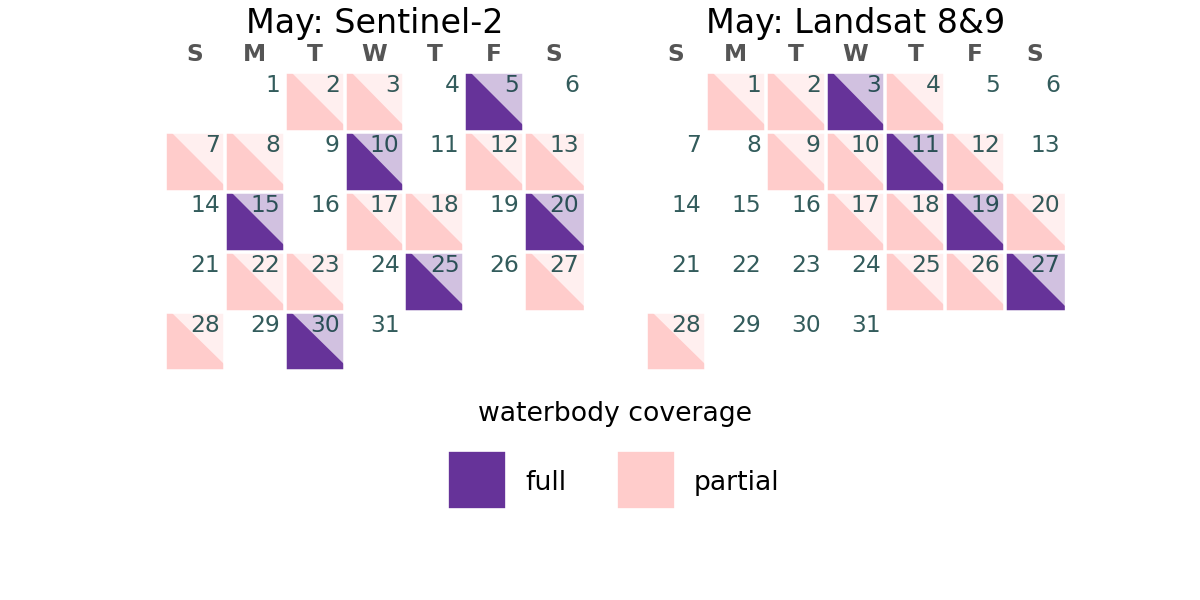 May: Sentinel-2
S M T W T F S
1 2 3 4 5 6
7 8 9 10 11 12 13
14 15 16 17 18 19 20
21 22 23 24 25 26 27
28 29 30 31
May: Landsat 8&9
S M T W T F S
1 2 3 4 5 6
7 8 9 10 11 12 13
14 15 16 17 18 19 20
21 22 23 24 25 26 27
28 29 30 31
waterbody coverage
full partial